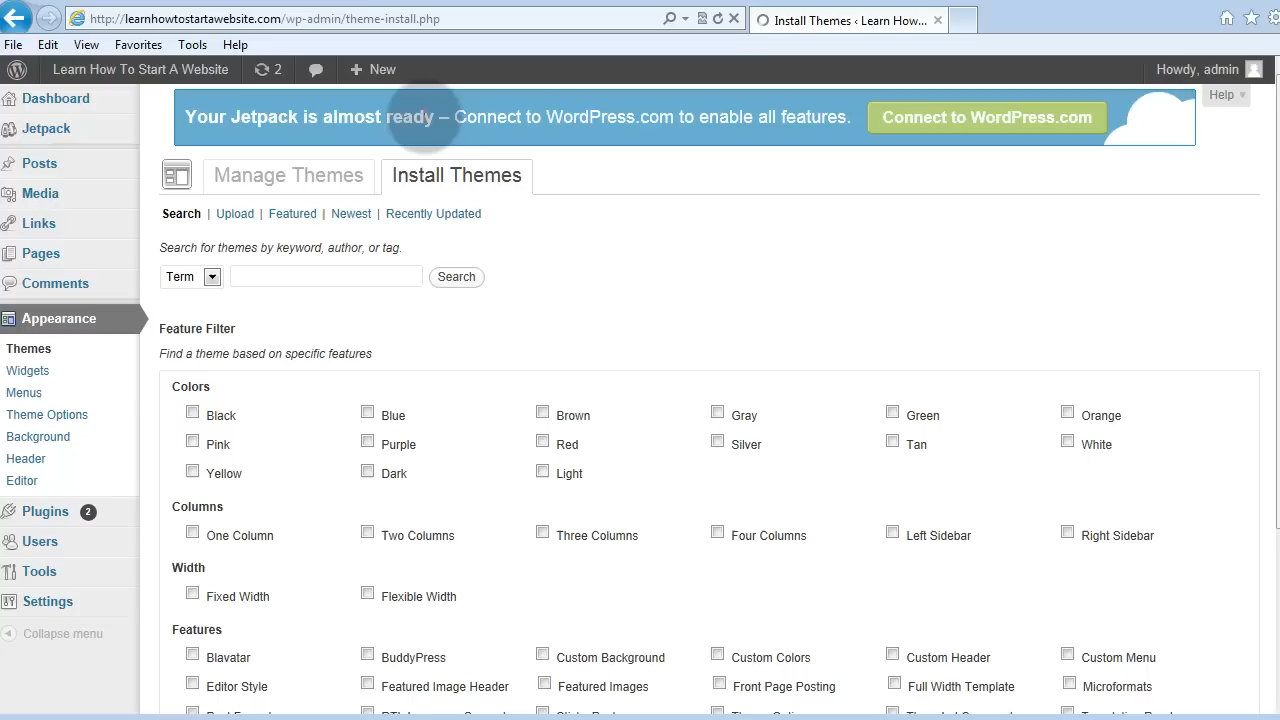 http://learnhowtostartawebsite.com/wp-admin/theme-install.php
Install Themes ‹ Learn How...
File Edit View Favorites Tools Help
Learn How To Start A Website 2 New Howdy, admin
Help
Your Jetpack is almost ready – Connect to WordPress.com to enable all features. Connect to WordPress.com
Dashboard
Jetpack
Posts
Media
Links
Pages
Comments
Appearance
Themes
Widgets
Menus
Theme Options
Background
Header
Editor
Plugins 2
Users
Tools
Settings
Collapse menu
Manage Themes Install Themes
Search | Upload | Featured | Newest | Recently Updated
Search for themes by keyword, author, or tag.
Term Search
Feature Filter
Find a theme based on specific features
Colors
Black Blue Brown Gray Green Orange
Pink Purple Red Silver Tan White
Yellow Dark Light
Columns
One Column Two Columns Three Columns Four Columns Left Sidebar Right Sidebar
Width
Fixed Width Flexible Width
Features
Blavatar BuddyPress Custom Background Custom Colors Custom Header Custom Menu
Editor Style Featured Image Header Featured Images Front Page Posting Full Width Template Microformats